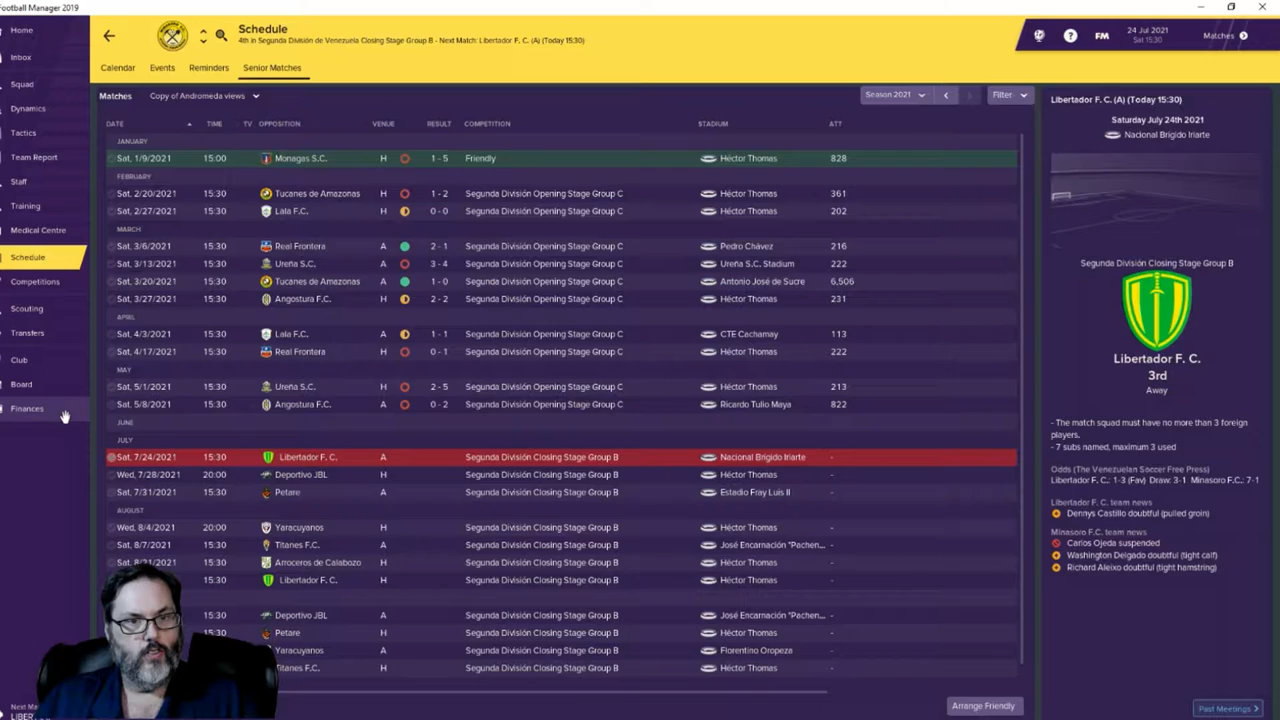 Football Manager 2019
Home
Inbox
Squad
Dynamics
Tactics
Team Report
Staff
Training
Medical Centre
Schedule
Competitions
Scouting
Transfers
Club
Board
Finances
Schedule
4th in Segunda División de Venezuela Closing Stage Group B - Next Match: Libertador F. C. (A) (Today 15:30)
Calendar Events Reminders Senior Matches
FM
24 Jul 2021
Sat 15:30
Matches
Matches Copy of Andromeda views
Season 2021 Filter
DATE TIME TV OPPOSITION VENUE RESULT COMPETITION STADIUM ATT
JANUARY
Sat, 1/9/2021 15:00 Monagas S.C. H 1 - 5 Friendly Héctor Thomas 828
FEBRUARY
Sat, 2/20/2021 15:30 Tucanes de Amazonas H 1 - 2 Segunda División Opening Stage Group C Héctor Thomas 361
Sat, 2/27/2021 15:30 Lala F.C. H 0 - 0 Segunda División Opening Stage Group C Héctor Thomas 202
MARCH
Sat, 3/6/2021 15:30 Real Frontera A 2 - 1 Segunda División Opening Stage Group C Pedro Chávez 216
Sat, 3/13/2021 15:30 Ureña S.C. A 3 - 4 Segunda División Opening Stage Group C Ureña S.C. Stadium 222
Sat, 3/20/2021 15:30 Tucanes de Amazonas A 1 - 0 Segunda División Opening Stage Group C Antonio José de Sucre 6,506
Sat, 3/27/2021 15:30 Angostura F.C. H 2 - 2 Segunda División Opening Stage Group C Héctor Thomas 231
APRIL
Sat, 4/3/2021 15:30 Lala F.C. A 1 - 1 Segunda División Opening Stage Group C CTE Cachamay 113
Sat, 4/17/2021 15:30 Real Frontera H 0 - 1 Segunda División Opening Stage Group C Héctor Thomas 222
MAY
Sat, 5/1/2021 15:30 Ureña S.C. H 2 - 5 Segunda División Opening Stage Group C Héctor Thomas 213
Sat, 5/8/2021 15:30 Angostura F.C. A 0 - 2 Segunda División Opening Stage Group C Ricardo Tulio Maya 822
JUNE
JULY
Sat, 7/24/2021 15:30 Libertador F. C. A Segunda División Closing Stage Group B Nacional Brígido Iriarte -
Wed, 7/28/2021 20:00 Deportivo JBL H Segunda División Closing Stage Group B Héctor Thomas -
Sat, 7/31/2021 15:30 Petare A Segunda División Closing Stage Group B Estadio Fray Luis II -
AUGUST
Wed, 8/4/2021 20:00 Yaracuyanos H Segunda División Closing Stage Group B Héctor Thomas -
Sat, 8/7/2021 15:30 Titanes F.C. A Segunda División Closing Stage Group B José Encarnación "Pachen... -
Sat, 8/21/2021 15:30 Arroceros de Calabozo H Segunda División Closing Stage Group B Héctor Thomas -
15:30 Libertador F. C. H Segunda División Closing Stage Group B Héctor Thomas -
15:30 Deportivo JBL A Segunda División Closing Stage Group B José Encarnación "Pachen... -
15:30 Petare H Segunda División Closing Stage Group B Héctor Thomas -
15:30 Yaracuyanos A Segunda División Closing Stage Group B Florentino Oropeza -
15:30 Titanes F.C. H Segunda División Closing Stage Group B Héctor Thomas -
Arrange Friendly
Libertador F. C. (A) (Today 15:30)
Saturday July 24th 2021
Nacional Brígido Iriarte
Segunda División Closing Stage Group B
Libertador F. C.
3rd
Away
- The match squad must have no more than 3 foreign
players.
- 7 subs named, maximum 3 used
Odds (The Venezuelan Soccer Free Press)
Libertador F. C.: 1-3 (Fav) Draw: 3-1 Minasoro F.C.: 7-1
Libertador F. C. team news
Dennys Castillo doubtful (pulled groin)
Minasoro F.C. team news
Carlos Ojeda suspended
Washington Delgado doubtful (tight calf)
Richard Aleixo doubtful (tight hamstring)
Past Meetings